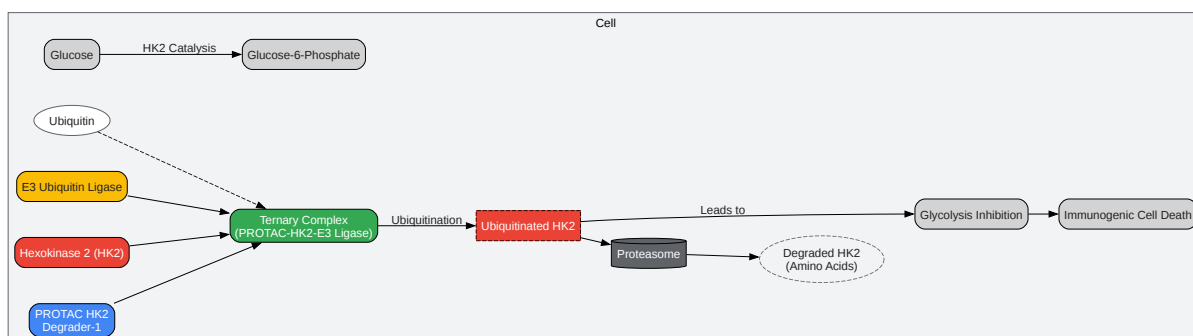 Cell
Glucose
HK2 Catalysis
Glucose-6-Phosphate
Ubiquitin
E3 Ubiquitin Ligase
Hexokinase 2 (HK2)
PROTAC HK2
Degrader-1
Ternary Complex
(PROTAC-HK2-E3 Ligase)
Ubiquitination
Ubiquitinated HK2
Leads to
Proteasome
Degraded HK2
(Amino Acids)
Glycolysis Inhibition
Immunogenic Cell Death